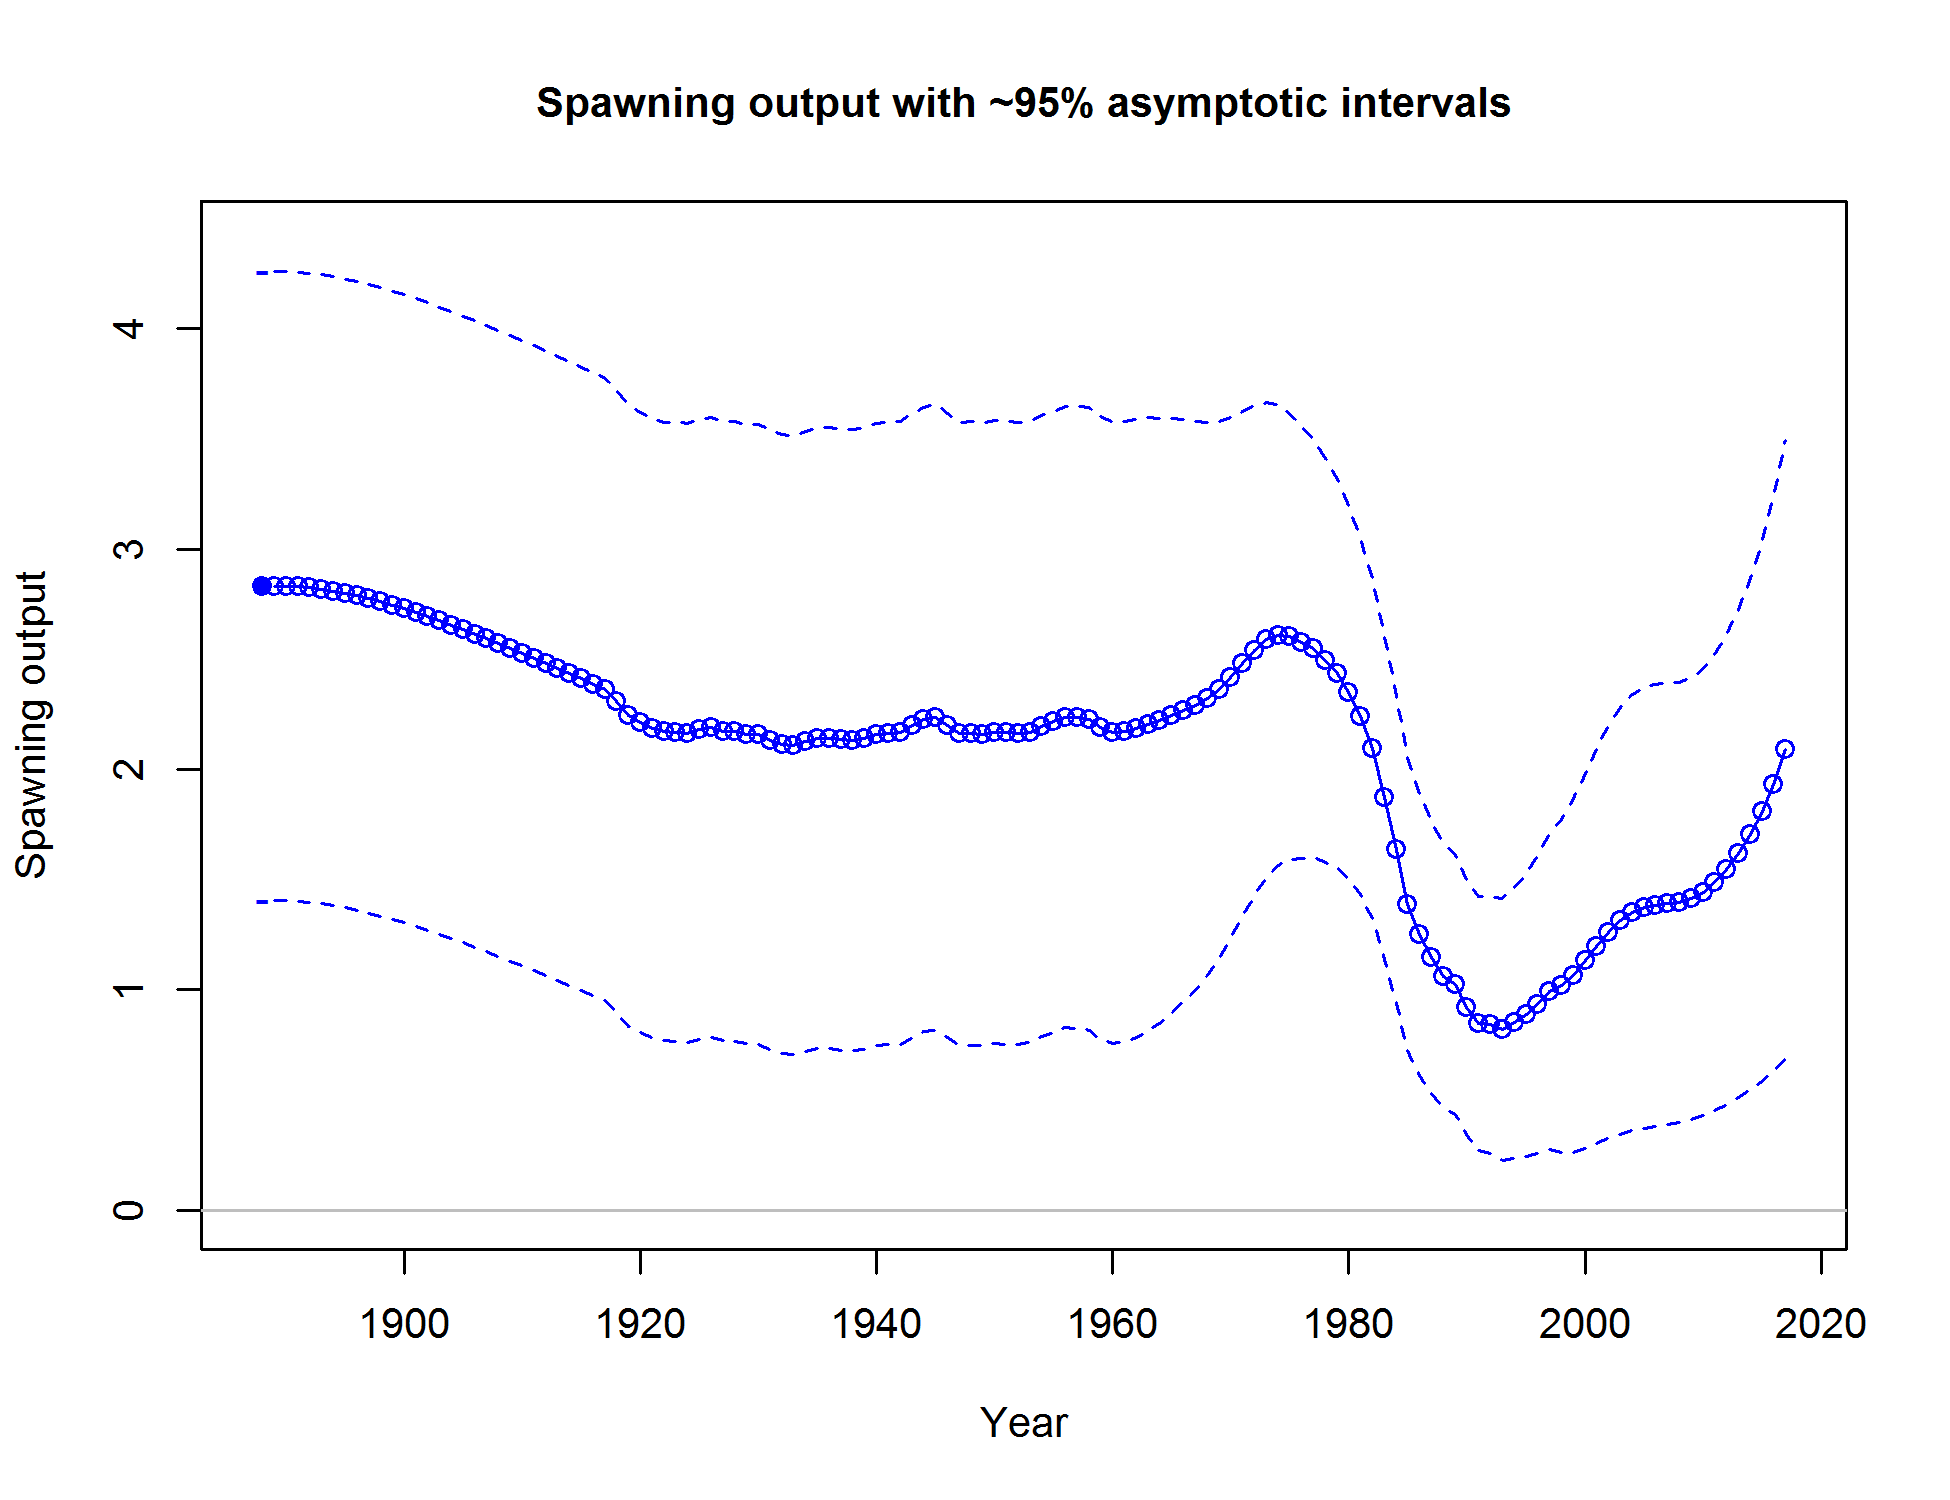 Spawning output with ~95% asymptotic intervals
Spawning output
4
3
2
1
0
1900 1920 1940 1960 1980 2000 2020
Year